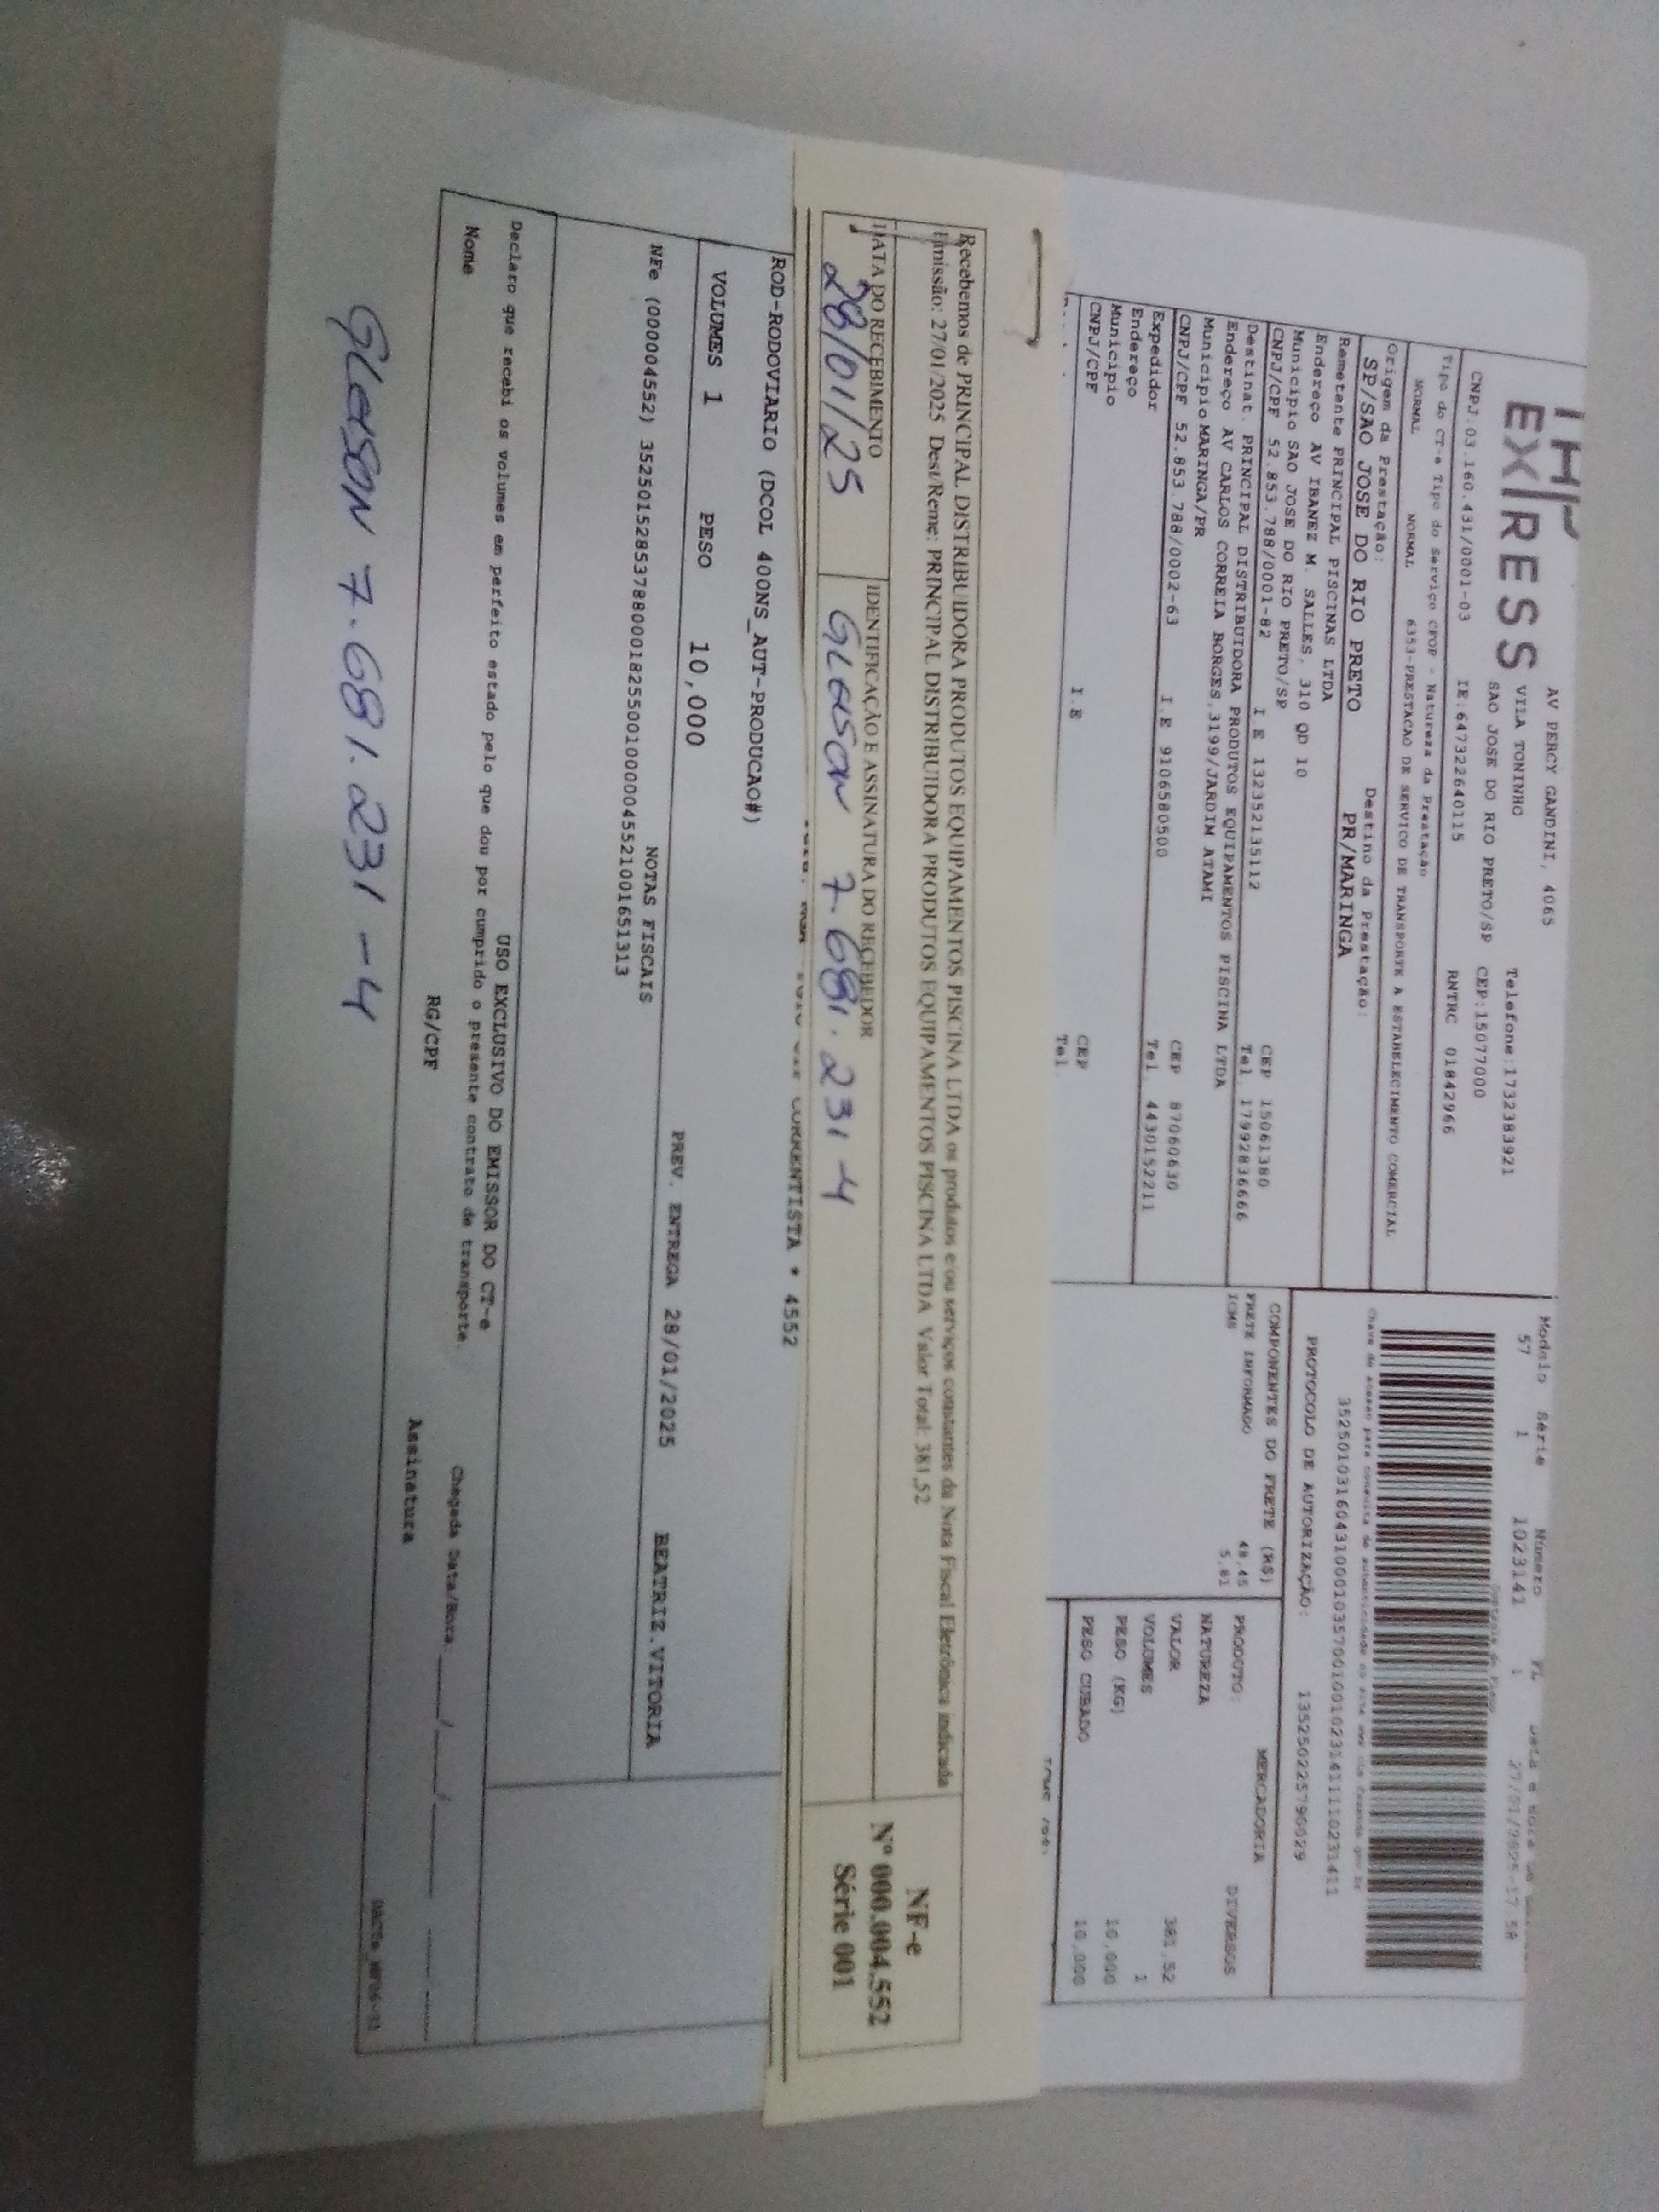 EXPRESS
AV PERCY GANDINI, 4065
VILA TONINHO
SAO JOSE DO RIO PRETO/SP CEP:15077000
Telefone:1732383921
CNPJ:03.160.431/0001-03 IE:647322640115 RNTRC 01842966
Tipo do CT-e Tipo do Serviço CFOP - Natureza da Prestação
NORMAL NORMAL 6353-PRESTACAO DE SERVICO DE TRANSPORTE A ESTABELECIMENTO COMERCIAL
Origem da Prestação: Destino da Prestação:
SP/SAO JOSE DO RIO PRETO PR/MARINGA
Remetente PRINCIPAL PISCINAS LTDA
Endereço AV IBANEZ M. SALLES, 310 QD 10
Municipio SAO JOSE DO RIO PRETO/SP CEP 15061380
CNPJ/CPF 52.853.788/0001-82 I E 132352135112 Tel 17992836666
Destinat. PRINCIPAL DISTRIBUIDORA PRODUTOS EQUIPAMENTOS PISCINA LTDA
Endereço AV CARLOS CORREIA BORGES,3199/JARDIM ATAMI
Municipio MARINGA/PR CEP 87060630
CNPJ/CPF 52.853.788/0002-63 I.E 9106580500 Tel 4430152211
Expedidor
Endereço
Municipio CEP
CNPJ/CPF I.E Tel
Modelo Série Número FL
57 1 1023141 1 27/01/2025-17 58
PROTOCOLO DE AUTORIZAÇÃO: 135250225790029
COMPONENTES DO FRETE (R$)
FRETE INFORMADO 48,45
ICMS 5,81
MERCADORIA
PRODUTO: DIVERSOS
NATUREZA
VALOR 381,52
VOLUMES 1
PESO (KG) 10,000
PESO CUBADO 10,000
Recebemos de PRINCIPAL DISTRIBUIDORA PRODUTOS EQUIPAMENTOS PISCINA LTDA os produtos e/ou serviços constantes da Nota Fiscal Eletrônica indicada
Emissão: 27/01/2025 Dest/Reme: PRINCIPAL DISTRIBUIDORA PRODUTOS EQUIPAMENTOS PISCINA LTDA Valor Total: 381,52
DATA DO RECEBIMENTO IDENTIFICAÇÃO E ASSINATURA DO RECEBEDOR
28/01/25 GLEISON 7.681.231-4
NF-e
Nº 000.004.552
Série 001
CORRENTISTA * 4552
ROD-RODOVIARIO (DCOL 400NS_AUT-PRODUCAO#)
VOLUMES 1 PESO 10,000 PREV. ENTREGA 28/01/2025 BEATRIZ.VITORIA
NOTAS FISCAIS
NFe (000004552) 35250152853788000182550010000045521001651313
USO EXCLUSIVO DO EMISSOR DO CT-e
Declaro que recebi os volumes em perfeito estado pelo que dou por cumprido o presente contrato de transporte.
Nome RG/CPF Assinatura Chegada Data/Hora: ____/____/____
GLEISON 7.681.231-4